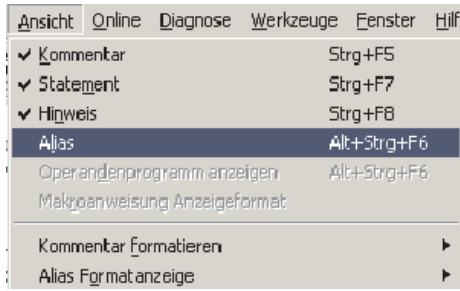 Ansicht Online Diagnose Werkzeuge Fenster Hilf
Kommentar Strg+F5
Statement Strg+F7
Hinweis Strg+F8
Alias Alt+Strg+F6
Operandenprogramm anzeigen Alt+Strg+F6
Makroanweisung Anzeigeformat
Kommentar formatieren
Alias Formatanzeige